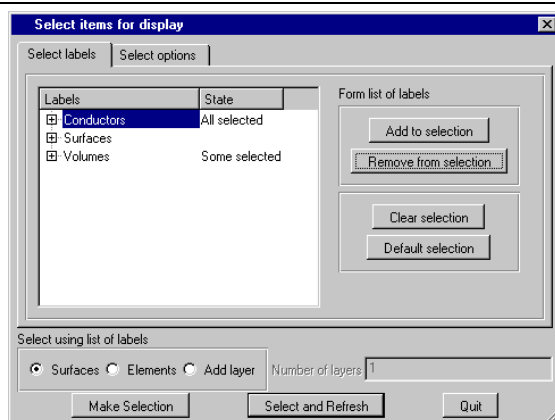 Select items for display
Select labels Select options
Labels State
Conductors All selected
Surfaces
Volumes Some selected
Form list of labels
Add to selection
Remove from selection
Clear selection
Default selection
Select using list of labels
Surfaces Elements Add layer Number of layers 1
Make Selection Select and Refresh Quit